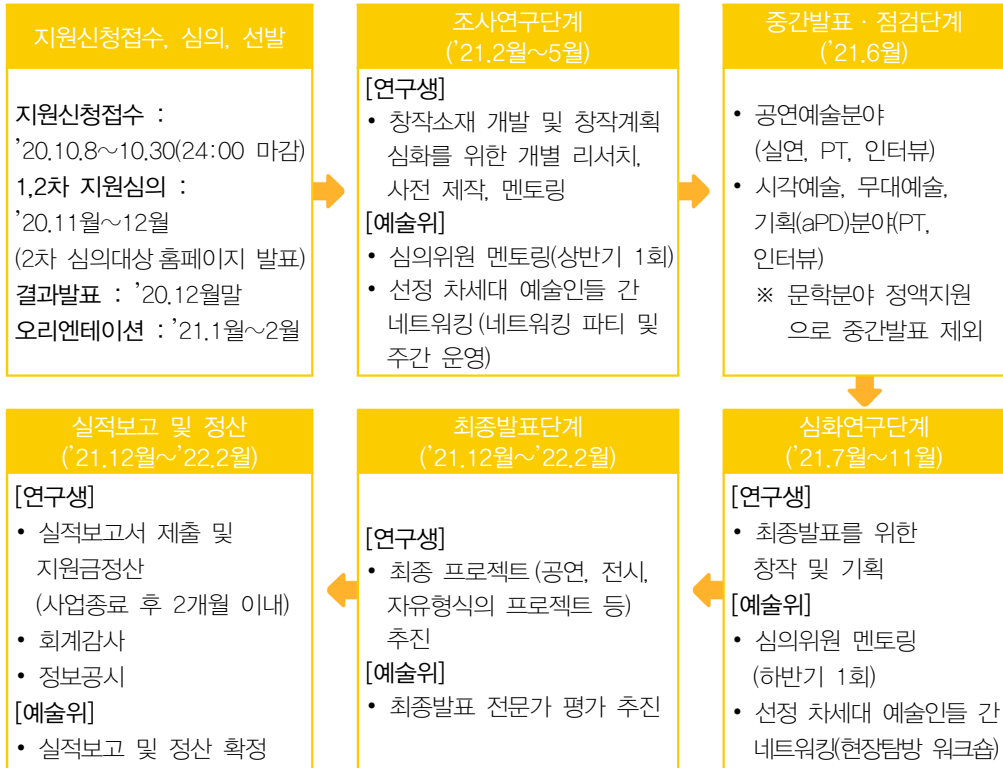 지원신청접수, 심의, 선발
지원신청접수 :
’20.10.8～10.30(24:00 마감)
1,2차 지원심의 :
’20.11월～12월
(2차 심의대상 홈페이지 발표)
결과발표 : ’20.12월말
오리엔테이션 : ’21.1월～2월
조사연구단계
(’21.2월～5월)
[연구생]
• 창작소재 개발 및 창작계획
심화를 위한 개별 리서치,
사전 제작, 멘토링
[예술위]
• 심의위원 멘토링(상반기 1회)
• 선정 차세대 예술인들 간
네트워킹(네트워킹 파티 및
주간 운영)
중간발표 · 점검단계
(’21.6월)
• 공연예술분야
(실연, PT, 인터뷰)
• 시각예술, 무대예술,
기획(aPD)분야(PT,
인터뷰)
※ 문학분야 정액지원
으로 중간발표 제외
심화연구단계
(’21.7월～11월)
[연구생]
• 최종발표를 위한
창작 및 기획
[예술위]
• 심의위원 멘토링
(하반기 1회)
• 선정 차세대 예술인들 간
네트워킹(현장탐방 워크숍)
최종발표단계
(’21.12월～’22.2월)
[연구생]
• 최종 프로젝트(공연, 전시,
자유형식의 프로젝트 등)
추진
[예술위]
• 최종발표 전문가 평가 추진
실적보고 및 정산
(’21.12월～’22.2월)
[연구생]
• 실적보고서 제출 및
지원금정산
(사업종료 후 2개월 이내)
• 회계감사
• 정보공시
[예술위]
• 실적보고 및 정산 확정